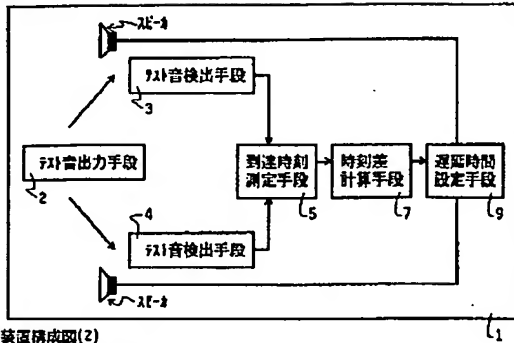 スピーカ
テスト音検出手段
3
テスト音出力手段
2
到達時刻
測定手段
5
時刻差
計算手段
7
遅延時間
設定手段
9
4
テスト音検出手段
スピーカ
1
装置構成図(2)